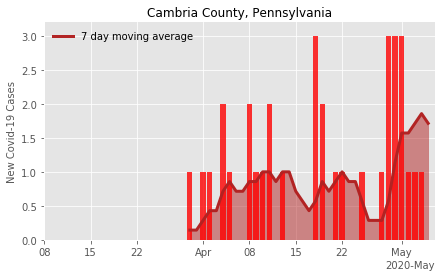 Cambria County, Pennsylvania
7 day moving average
New Covid-19 Cases
3.0
2.5
2.0
1.5
1.0
0.5
0.0
08 15 22 Apr 08 15 22 May
2020-May